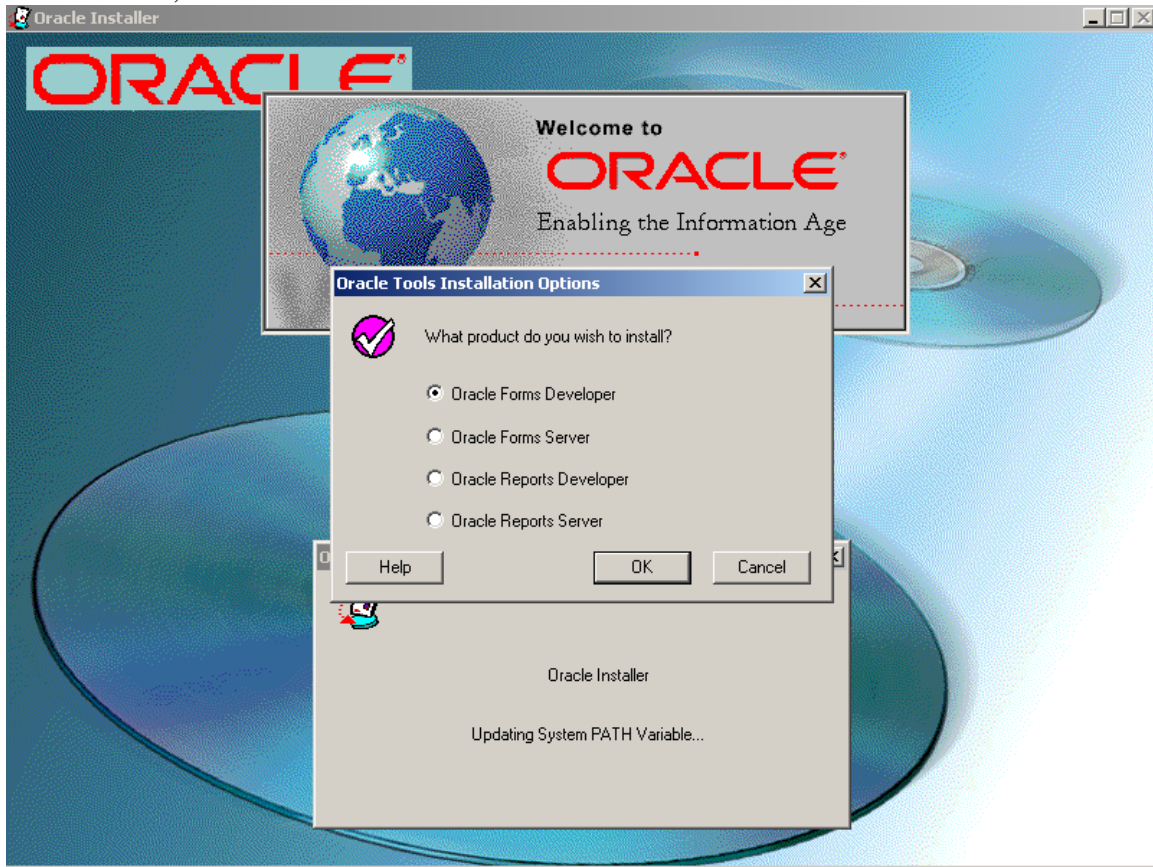 Oracle Installer
ORACLE
Welcome to
ORACLE
Enabling the Information Age
Oracle Tools Installation Options
What product do you wish to install?
Oracle Forms Developer
Oracle Forms Server
Oracle Reports Developer
Oracle Reports Server
Help
OK
Cancel
Oracle Installer
Updating System PATH Variable...